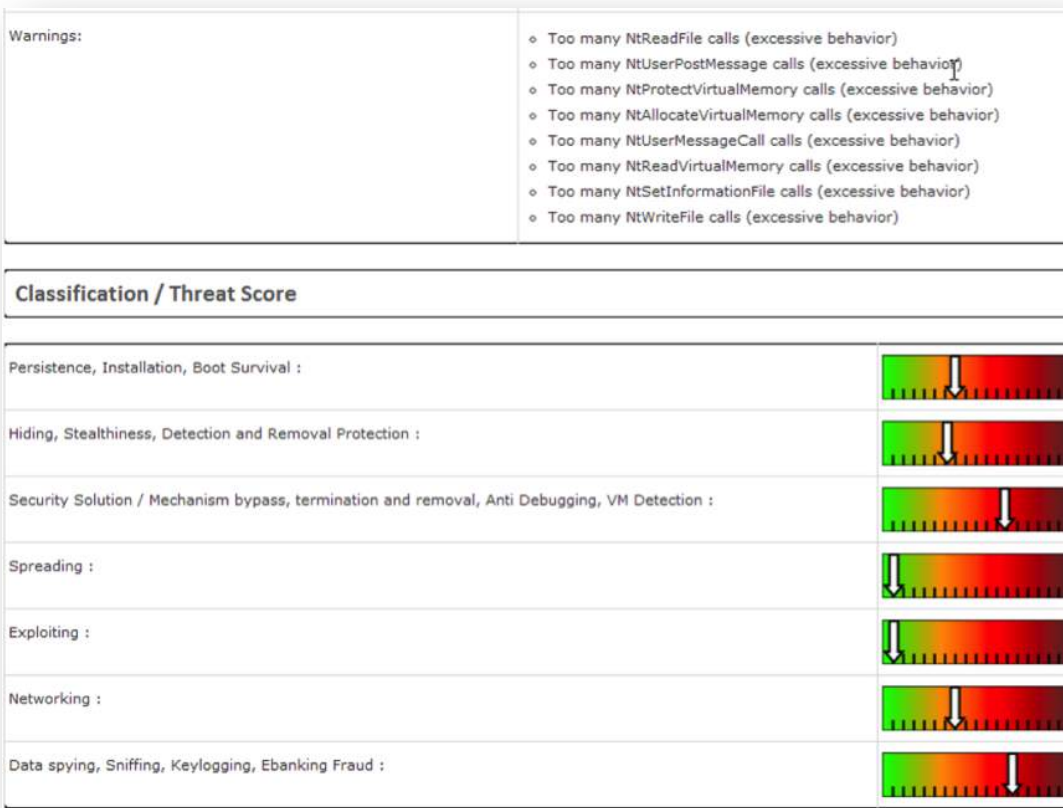 Warnings:
Too many NtReadFile calls (excessive behavior)
Too many NtUserPostMessage calls (excessive behavior)
Too many NtProtectVirtualMemory calls (excessive behavior)
Too many NtAllocateVirtualMemory calls (excessive behavior)
Too many NtUserMessageCall calls (excessive behavior)
Too many NtReadVirtualMemory calls (excessive behavior)
Too many NtSetInformationFile calls (excessive behavior)
Too many NtWriteFile calls (excessive behavior)
Classification / Threat Score
Persistence, Installation, Boot Survival :
Hiding, Stealthiness, Detection and Removal Protection :
Security Solution / Mechanism bypass, termination and removal, Anti Debugging, VM Detection :
Spreading :
Exploiting :
Networking :
Data spying, Sniffing, Keylogging, Ebanking Fraud :